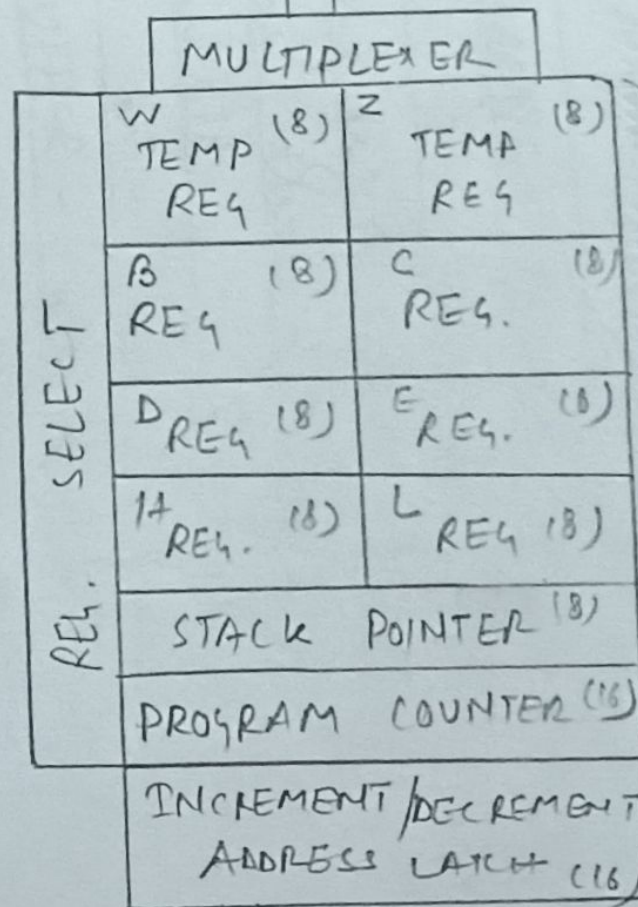 MULTIPLEXER
W (8) Z (8)
TEMP TEMP
REG REG
B (8) C (8)
REG REG.
D REG (8) E REG. (8)
H REG. (8) L REG (8)
STACK POINTER (8)
PROGRAM COUNTER (16)
INCREMENT/DECREMENT
ADDRESS LATCH (16)
REG. SELECT